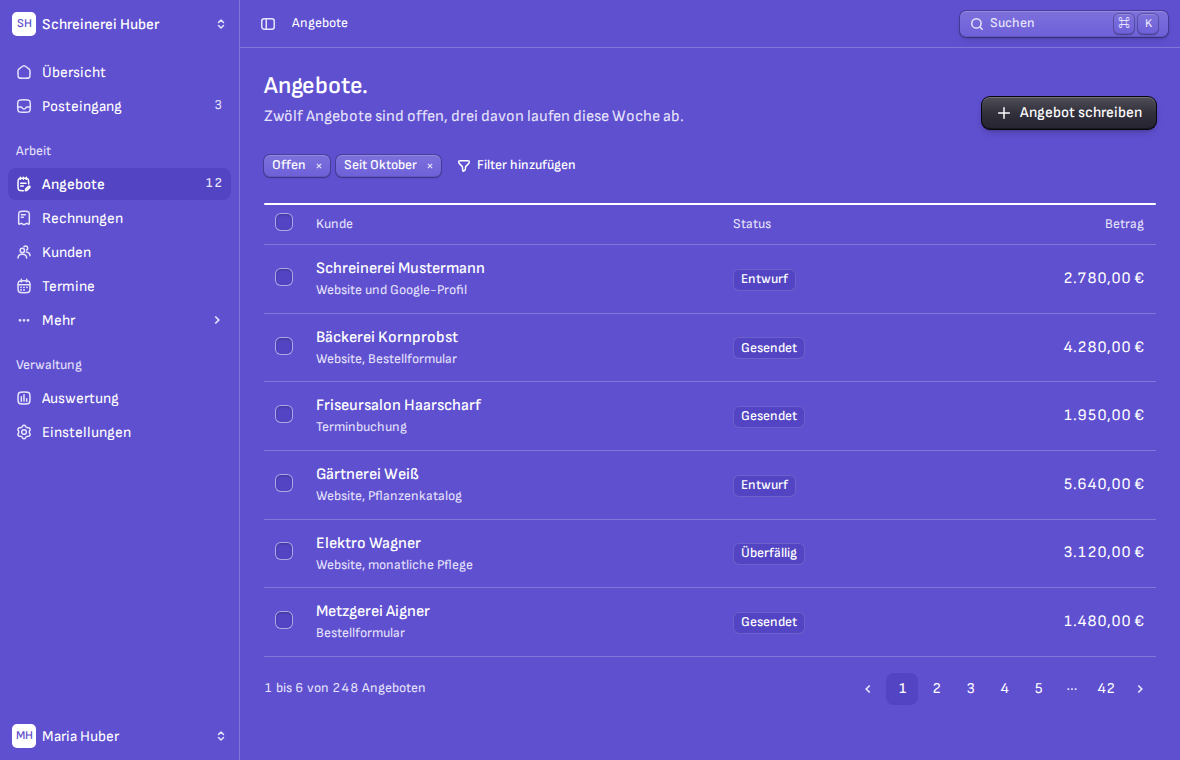 SH Schreinerei Huber
Übersicht
Posteingang 3
Arbeit
Angebote 12
Rechnungen
Kunden
Termine
Mehr
Verwaltung
Auswertung
Einstellungen
MH Maria Huber
Angebote
Suchen ⌘ K
Angebote.
Zwölf Angebote sind offen, drei davon laufen diese Woche ab.
Angebot schreiben
Offen × Seit Oktober × Filter hinzufügen
Kunde Status Betrag
Schreinerei Mustermann
Website und Google-Profil
Entwurf 2.780,00 €
Bäckerei Kornprobst
Website, Bestellformular
Gesendet 4.280,00 €
Friseursalon Haarscharf
Terminbuchung
Gesendet 1.950,00 €
Gärtnerei Weiß
Website, Pflanzenkatalog
Entwurf 5.640,00 €
Elektro Wagner
Website, monatliche Pflege
Überfällig 3.120,00 €
Metzgerei Aigner
Bestellformular
Gesendet 1.480,00 €
1 bis 6 von 248 Angeboten
1 2 3 4 5 ··· 42